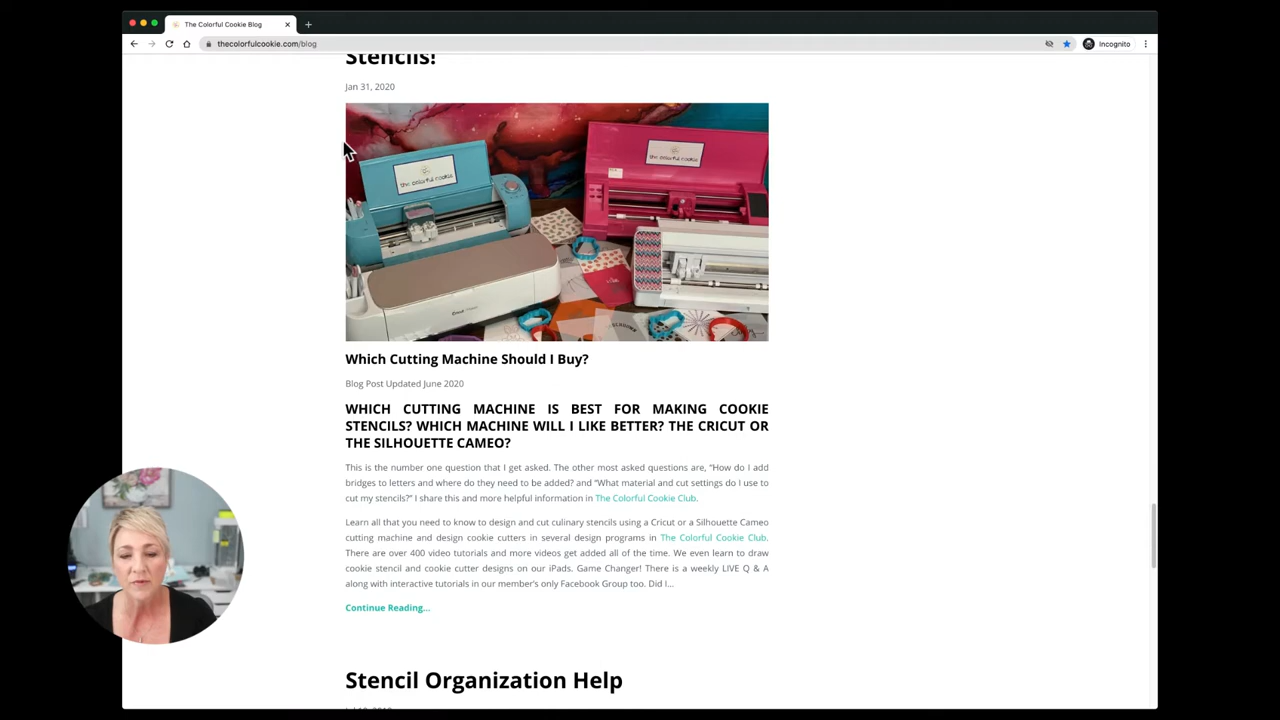 The Colorful Cookie Blog
thecolorfulcookie.com/blog
Incognito
Stencils!
Jan 31, 2020
the colorful cookie
the colorful cookie
cricut
Which Cutting Machine Should I Buy?
Blog Post Updated June 2020
WHICH CUTTING MACHINE IS BEST FOR MAKING COOKIE
STENCILS? WHICH MACHINE WILL I LIKE BETTER? THE CRICUT OR
THE SILHOUETTE CAMEO?
This is the number one question that I get asked. The other most asked questions are, “How do I add
bridges to letters and where do they need to be added? and “What material and cut settings do I use to
cut my stencils?” I share this and more helpful information in The Colorful Cookie Club.
Learn all that you need to know to design and cut culinary stencils using a Cricut or a Silhouette Cameo
cutting machine and design cookie cutters in several design programs in The Colorful Cookie Club.
There are over 400 video tutorials and more videos get added all of the time. We even learn to draw
cookie stencil and cookie cutter designs on our iPads. Game Changer! There is a weekly LIVE Q & A
along with interactive tutorials in our member's only Facebook Group too. Did I...
Continue Reading...
Stencil Organization Help